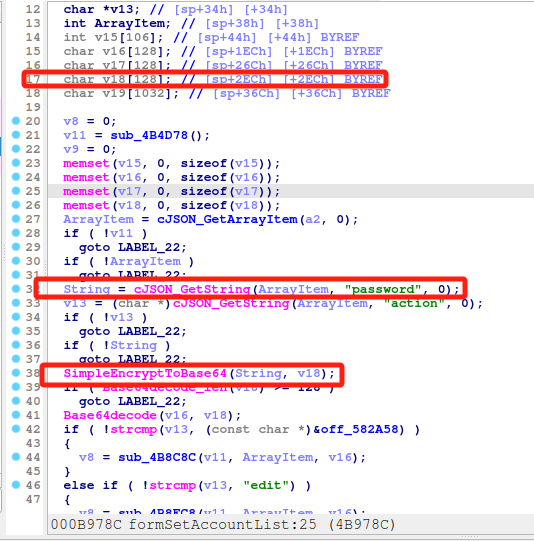 12 char *v13; // [sp+34h] [+34h]
13 int ArrayItem; // [sp+38h] [+38h]
14 int v15[106]; // [sp+44h] [+44h] BYREF
15 char v16[128]; // [sp+1ECh] [+1ECh] BYREF
16 char v17[128]; // [sp+26Ch] [+26Ch] BYREF
17 char v18[128]; // [sp+2ECh] [+2ECh] BYREF
18 char v19[1032]; // [sp+36Ch] [+36Ch] BYREF
19
20 v8 = 0;
21 v11 = sub_4B4D78();
22 v9 = 0;
23 memset(v15, 0, sizeof(v15));
24 memset(v16, 0, sizeof(v16));
25 memset(v17, 0, sizeof(v17));
26 memset(v18, 0, sizeof(v18));
27 ArrayItem = cJSON_GetArrayItem(a2, 0);
28 if ( !v11 )
29 goto LABEL_22;
30 if ( !ArrayItem )
31 goto LABEL_22;
32 String = cJSON_GetString(ArrayItem, "password", 0);
33 v13 = (char *)cJSON_GetString(ArrayItem, "action", 0);
34 if ( !v13 )
35 goto LABEL_22;
36 if ( !String )
37 goto LABEL_22;
38 SimpleEncryptToBase64(String, v18);
39 if ( Base64decode_len(v18) >= 128 )
40 goto LABEL_22;
41 Base64decode(v16, v18);
42 if ( !strcmp(v13, (const char *)&off_582A58) )
43 {
44 v8 = sub_4B8C8C(v11, ArrayItem, v16);
45 }
46 else if ( !strcmp(v13, "edit") )
47 {
v8 = sub_4B8EC8(v11, ArrayItem, v16);
000B978C formSetAccountList:25 (4B978C)